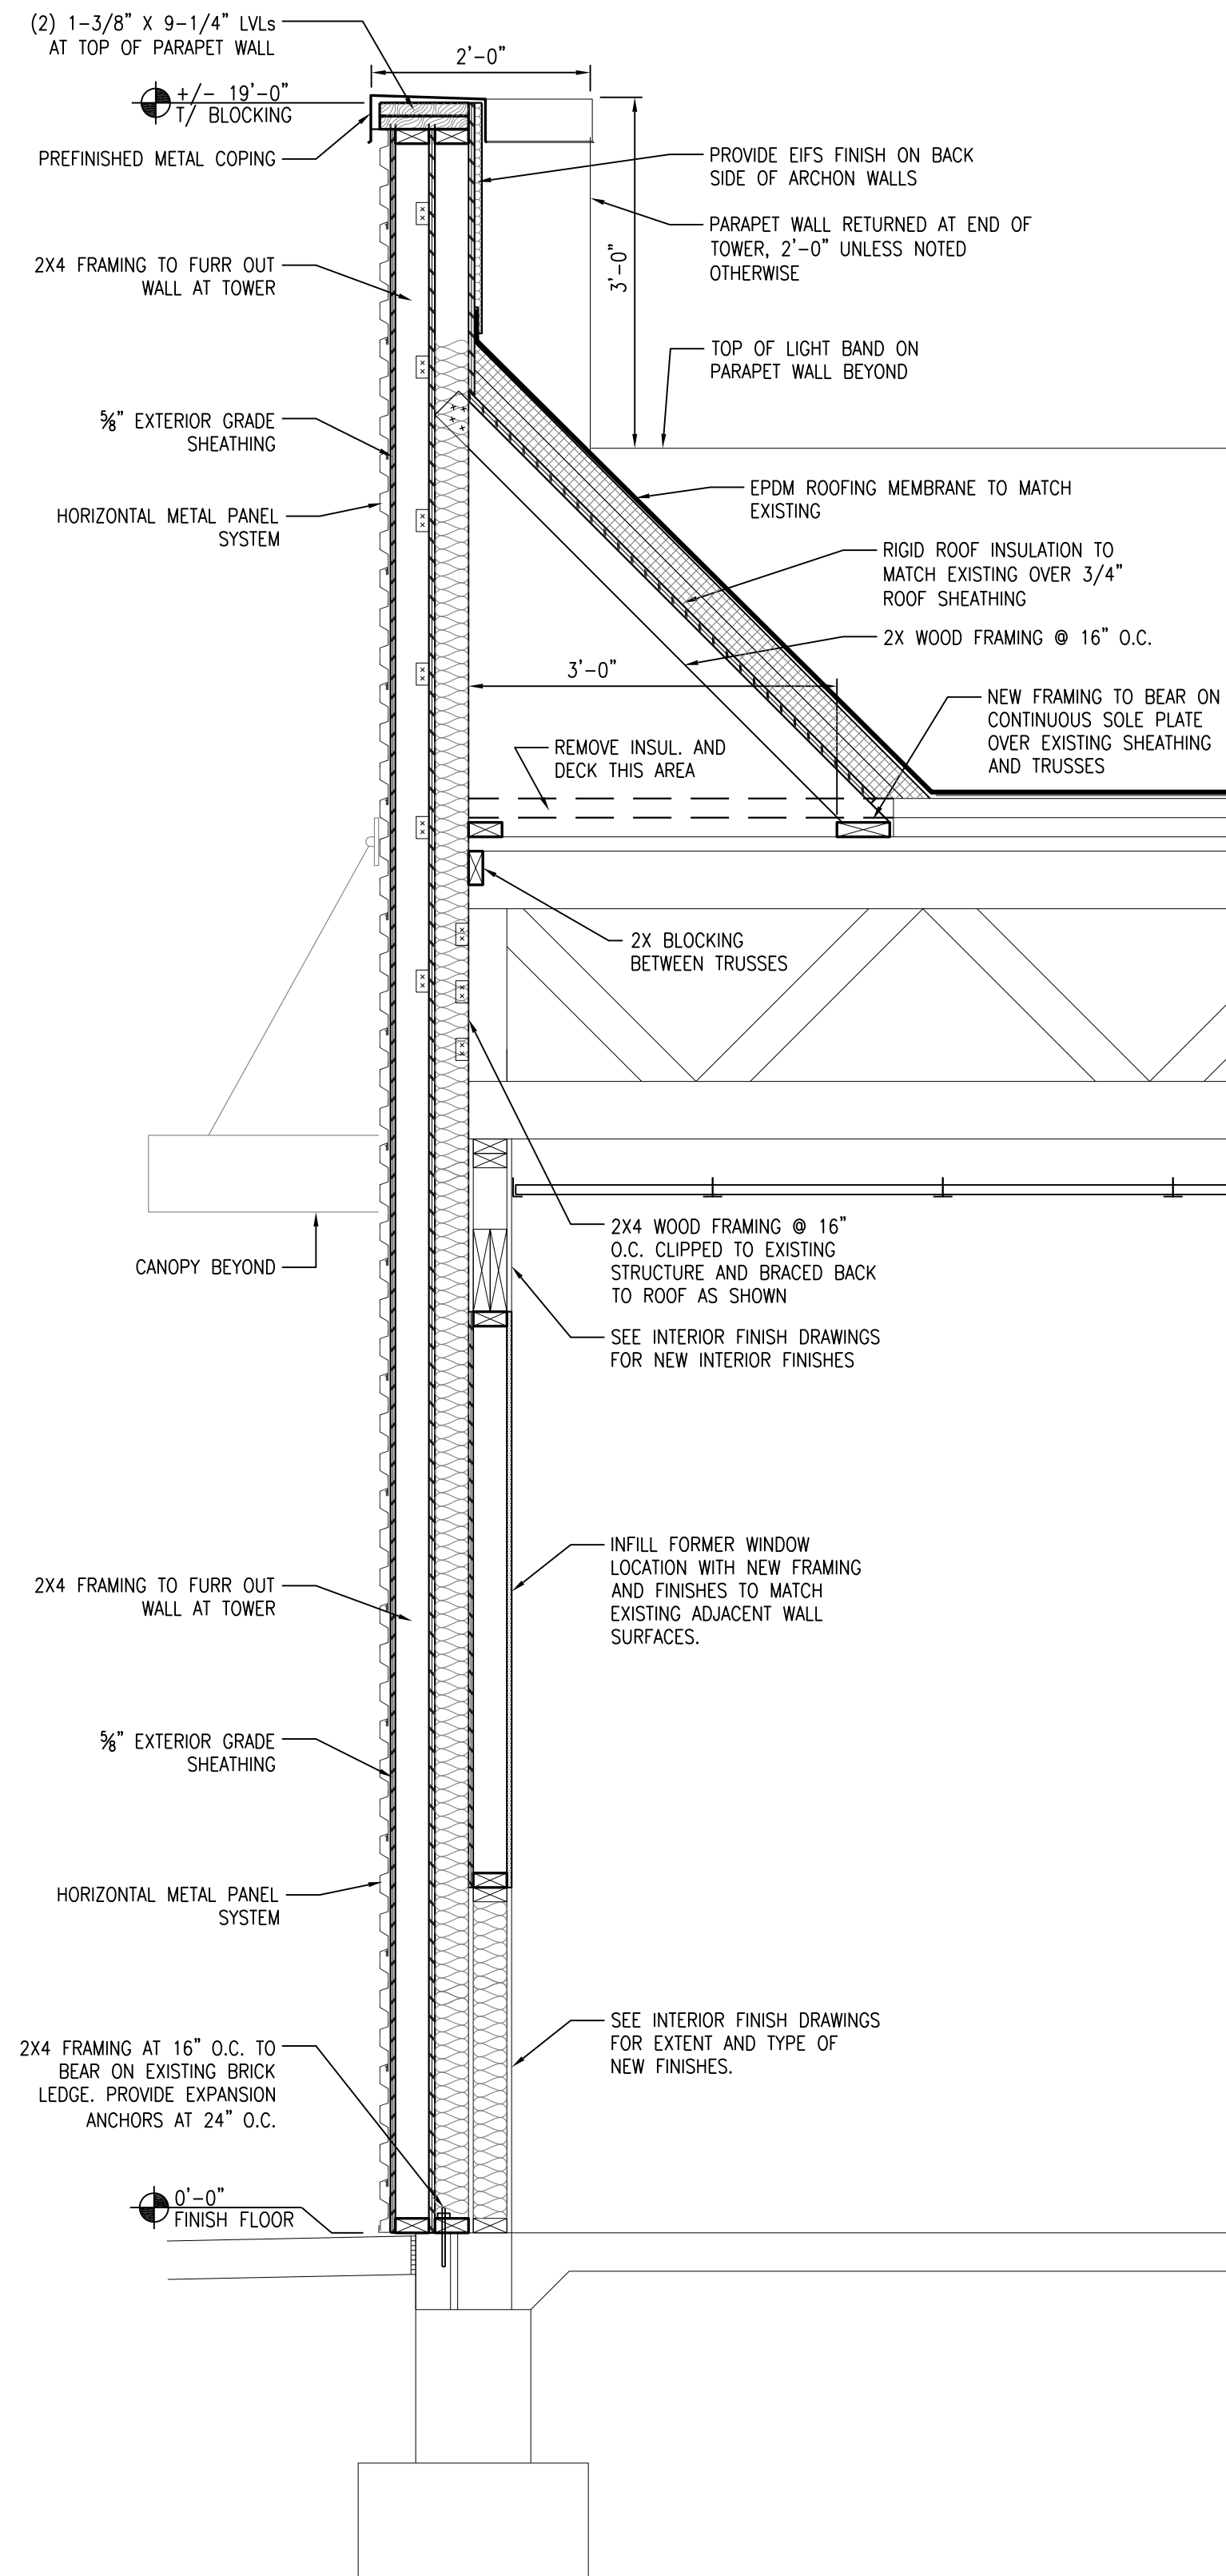 (2) 1-3/8" X 9-1/4" LVLs
AT TOP OF PARAPET WALL
2'-0"
+/- 19'-0"
T/ BLOCKING
PREFINISHED METAL COPING
PROVIDE EIFS FINISH ON BACK
SIDE OF ARCHON WALLS
PARAPET WALL RETURNED AT END OF
TOWER, 2'-0" UNLESS NOTED
OTHERWISE
3'-0"
2X4 FRAMING TO FURR OUT
WALL AT TOWER
TOP OF LIGHT BAND ON
PARAPET WALL BEYOND
⅝" EXTERIOR GRADE
SHEATHING
EPDM ROOFING MEMBRANE TO MATCH
EXISTING
HORIZONTAL METAL PANEL
SYSTEM
RIGID ROOF INSULATION TO
MATCH EXISTING OVER 3/4"
ROOF SHEATHING
2X WOOD FRAMING @ 16" O.C.
3'-0"
NEW FRAMING TO BEAR ON
CONTINUOUS SOLE PLATE
OVER EXISTING SHEATHING
AND TRUSSES
REMOVE INSUL. AND
DECK THIS AREA
2X BLOCKING
BETWEEN TRUSSES
CANOPY BEYOND
2X4 WOOD FRAMING @ 16"
O.C. CLIPPED TO EXISTING
STRUCTURE AND BRACED BACK
TO ROOF AS SHOWN
SEE INTERIOR FINISH DRAWINGS
FOR NEW INTERIOR FINISHES
INFILL FORMER WINDOW
LOCATION WITH NEW FRAMING
AND FINISHES TO MATCH
EXISTING ADJACENT WALL
SURFACES.
2X4 FRAMING TO FURR OUT
WALL AT TOWER
⅝" EXTERIOR GRADE
SHEATHING
HORIZONTAL METAL PANEL
SYSTEM
SEE INTERIOR FINISH DRAWINGS
FOR EXTENT AND TYPE OF
NEW FINISHES.
2X4 FRAMING AT 16" O.C. TO
BEAR ON EXISTING BRICK
LEDGE. PROVIDE EXPANSION
ANCHORS AT 24" O.C.
0'-0"
FINISH FLOOR